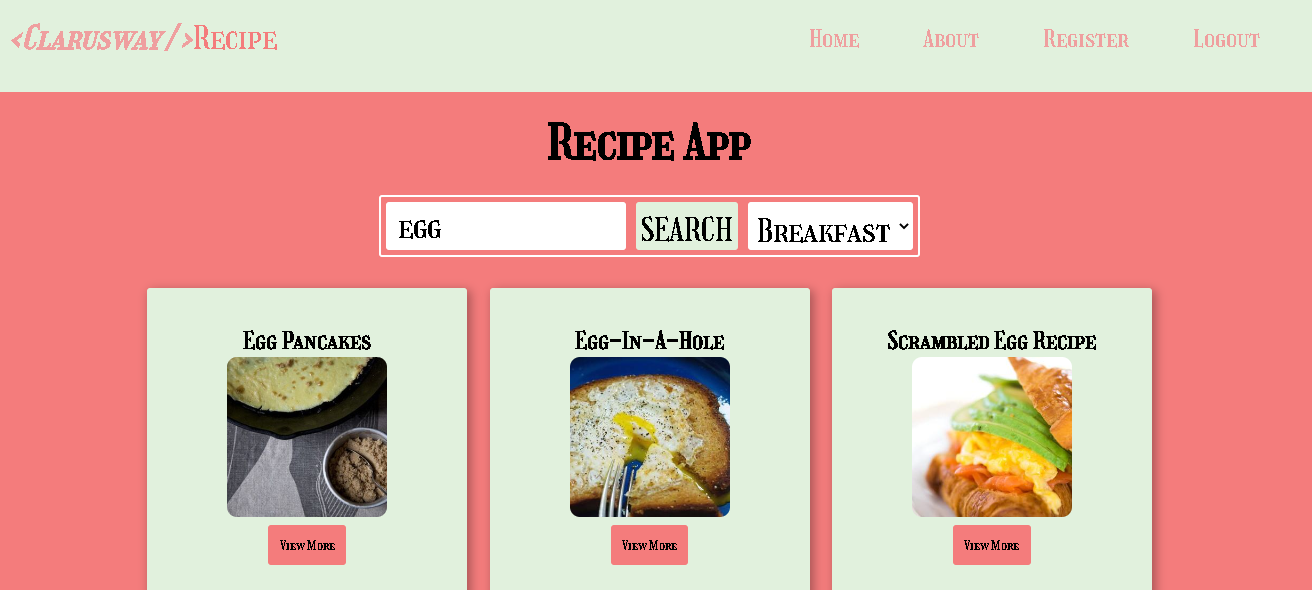 <Clarusway/>Recipe
Home About Register Logout
Recipe App
egg SEARCH Breakfast
Egg Pancakes Egg-In-A-Hole Scrambled Egg Recipe
View More View More View More